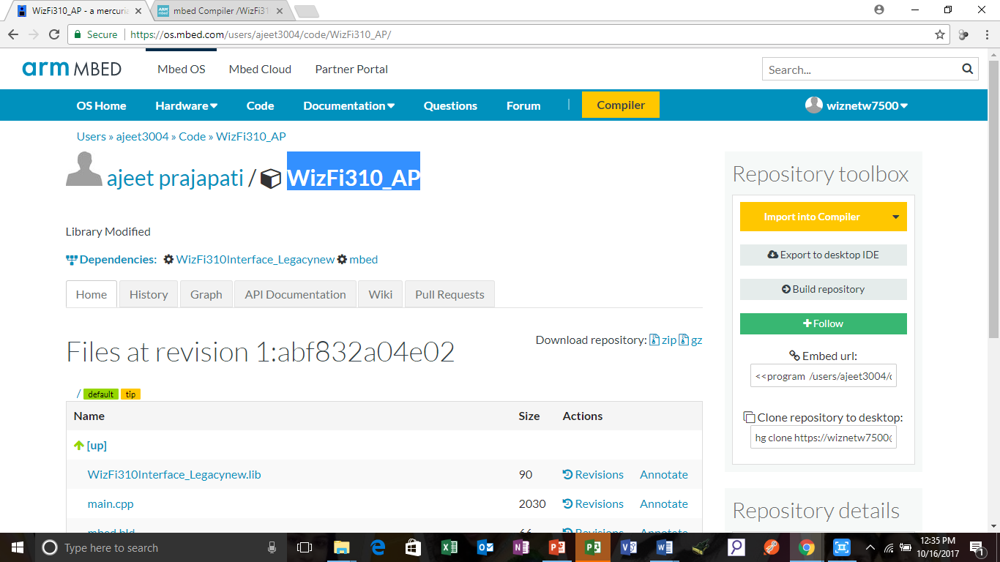 WizFi310_AP - a mercuria
mbed Compiler /WizFi31
Secure https://os.mbed.com/users/ajeet3004/code/WizFi310_AP/
arm MBED
Mbed OS
Mbed Cloud
Partner Portal
Search...
OS Home
Hardware
Code
Documentation
Questions
Forum
Compiler
wiznetw7500
Users » ajeet3004 » Code » WizFi310_AP
ajeet prajapati / WizFi310_AP
Library Modified
Dependencies: WizFi310Interface_Legacynew mbed
Home
History
Graph
API Documentation
Wiki
Pull Requests
Files at revision 1:abf832a04e02
Download repository: zip gz
/ default tip
Name Size Actions
[up]
WizFi310Interface_Legacynew.lib 90 Revisions Annotate
main.cpp 2030 Revisions Annotate
mbed.bld 66 Revisions Annotate
Repository toolbox
Import into Compiler
Export to desktop IDE
Build repository
Follow
Embed url:
<<program /users/ajeet3004/c
Clone repository to desktop:
hg clone https://wiznetw7500@
Repository details
Type here to search
12:35 PM
10/16/2017
1